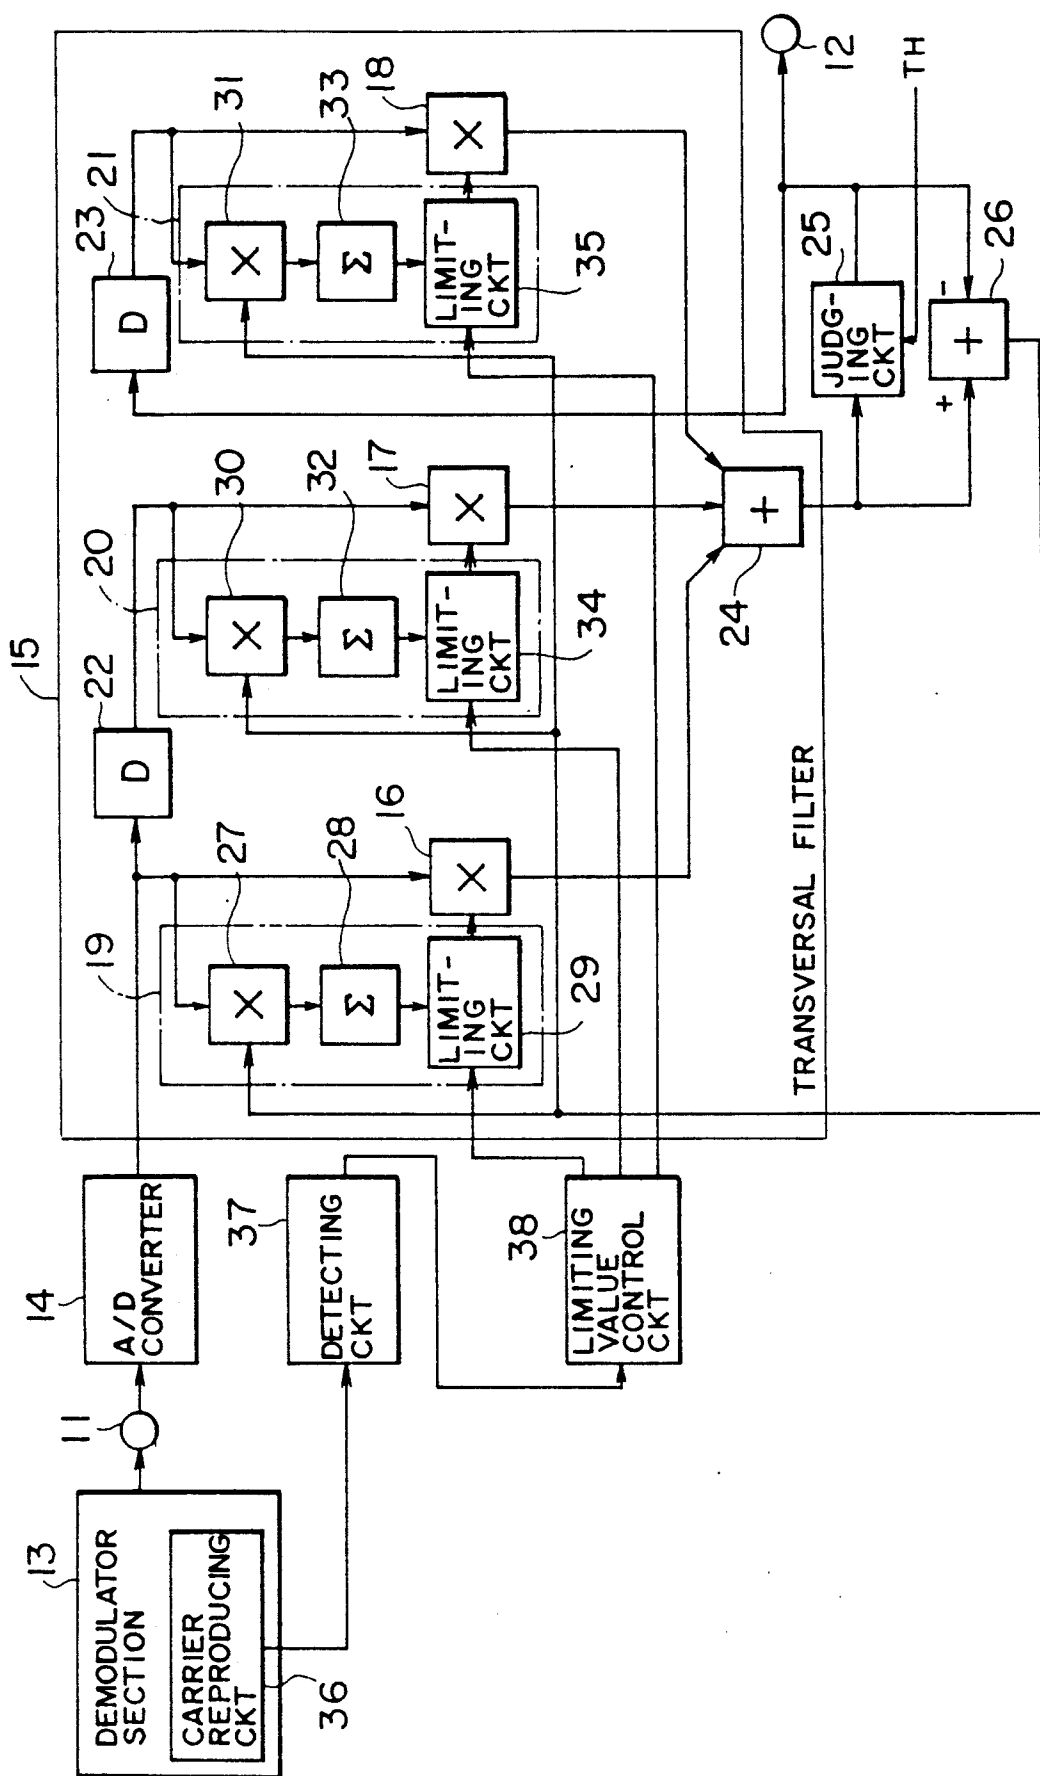 13
DEMODULATOR
SECTION
CARRIER
REPRODUCING
CKT
36
11
14
A/D
CONVERTER
37
DETECTING
CKT
38
LIMITING
VALUE
CONTROL
CKT
15
TRANSVERSAL FILTER
19
27
×
28
Σ
LIMIT-
ING
CKT
29
16
×
22
D
20
30
×
32
Σ
LIMIT-
ING
CKT
34
17
×
23
D
21
31
×
33
Σ
LIMIT-
ING
CKT
35
18
×
+
24
12
TH
25
JUDG-
ING
CKT
26
+
-
+